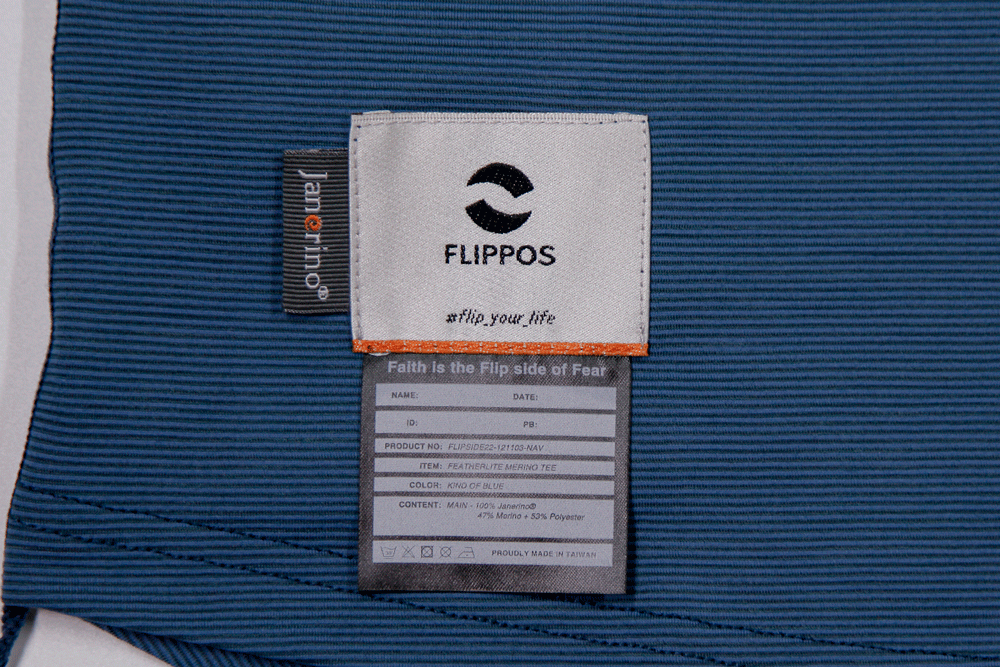 Janerino®
FLIPPOS
#flip_your_life
Faith is the Flip side of Fear
NAME: DATE:
ID: PB:
PRODUCT NO: FLIPSIDE22-121103-NAV
ITEM: FEATHERLITE MERINO TEE
COLOR: KIND OF BLUE
CONTENT: MAIN - 100% Janerino®
47% Merino + 53% Polyester
PROUDLY MADE IN TAIWAN